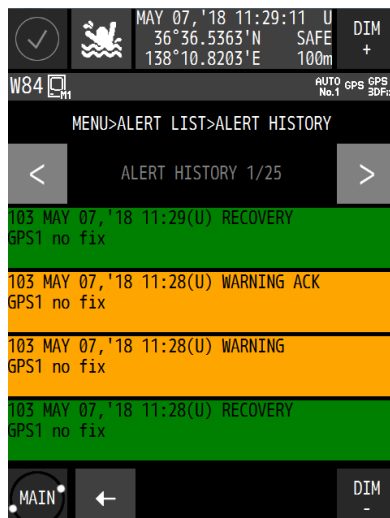 MAY 07,'18 11:29:11 U
36°36.5363'N SAFE
138°10.8203'E 100m
DIM
+
W84 M1
AUTO GPS GPS
No.1 3DFix
MENU>ALERT LIST>ALERT HISTORY
< ALERT HISTORY 1/25 >
103 MAY 07,'18 11:29(U) RECOVERY
GPS1 no fix
103 MAY 07,'18 11:28(U) WARNING ACK
GPS1 no fix
103 MAY 07,'18 11:28(U) WARNING
GPS1 no fix
103 MAY 07,'18 11:28(U) RECOVERY
GPS1 no fix
MAIN ←
DIM
-